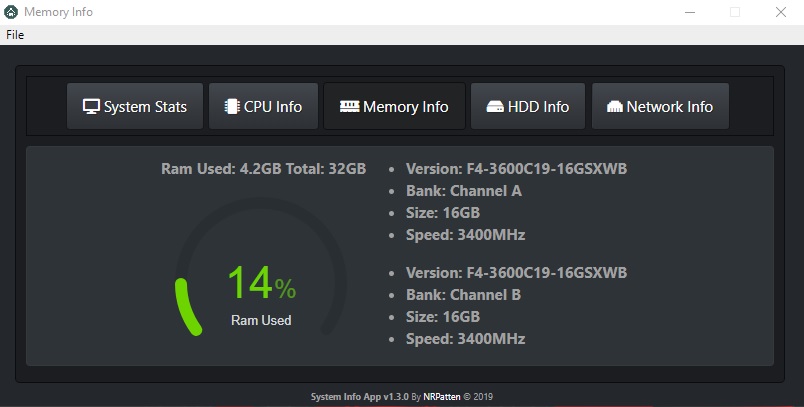 Memory Info
File
System Stats
CPU Info
Memory Info
HDD Info
Network Info
Ram Used: 4.2GB Total: 32GB
14%
Ram Used
Version: F4-3600C19-16GSXWB
Bank: Channel A
Size: 16GB
Speed: 3400MHz
Version: F4-3600C19-16GSXWB
Bank: Channel B
Size: 16GB
Speed: 3400MHz
System Info App v1.3.0 By NRPatten © 2019